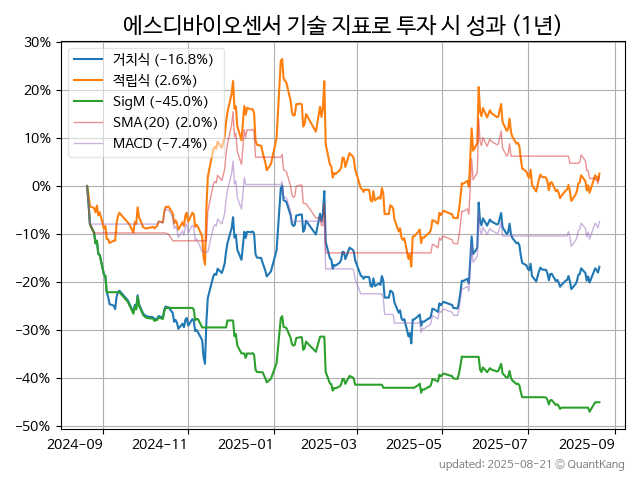 에스디바이오센서 기술 지표로 투자 시 성과 (1년)
30%
20%
10%
0%
−10%
−20%
−30%
−40%
−50%
거치식 (−16.8%)
적립식 (2.6%)
SigM (−45.0%)
SMA(20) (2.0%)
MACD (−7.4%)
2024-09 2024-11 2025-01 2025-03 2025-05 2025-07 2025-09
updated: 2025-08-21 © QuantKang